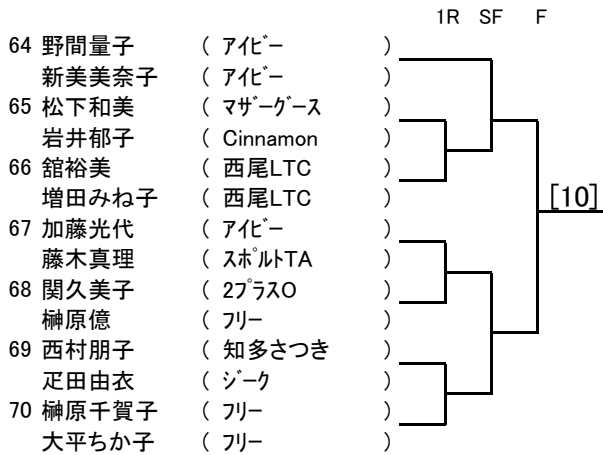 1R SF F
64 野間量子 ( アイビー )
新美美奈子 ( アイビー )
65 松下和美 ( マザーグース )
岩井郁子 ( Cinnamon )
66 舘裕美 ( 西尾LTC )
増田みね子 ( 西尾LTC )
[10]
67 加藤光代 ( アイビー )
藤木真理 ( スポルトTA )
68 関久美子 ( 2プラスO )
榊原億 ( フリー )
69 西村朋子 ( 知多さつき )
疋田由衣 ( ジーク )
70 榊原千賀子 ( フリー )
大平ちか子 ( フリー )